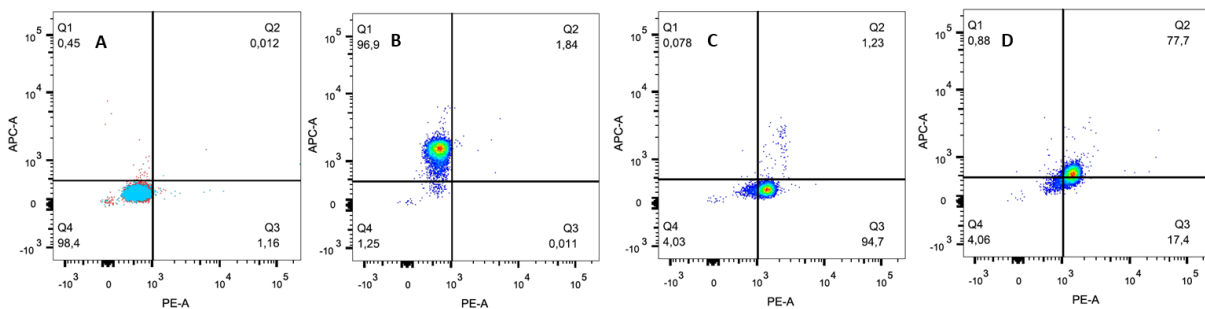 A
Q1
0,45
Q2
0,012
Q4
98,4
Q3
1,16
APC-A
10^5
10^4
10^3
0
-10^3
-10^3
0
10^3
10^4
10^5
PE-A
B
Q1
96,9
Q2
1,84
Q4
1,25
Q3
0,011
APC-A
10^5
10^4
10^3
0
-10^3
-10^3
0
10^3
10^4
10^5
PE-A
C
Q1
0,078
Q2
1,23
Q4
4,03
Q3
94,7
APC-A
10^5
10^4
10^3
0
-10^3
-10^3
0
10^3
10^4
10^5
PE-A
D
Q1
0,88
Q2
77,7
Q4
4,06
Q3
17,4
APC-A
10^5
10^4
10^3
0
-10^3
-10^3
0
10^3
10^4
10^5
PE-A